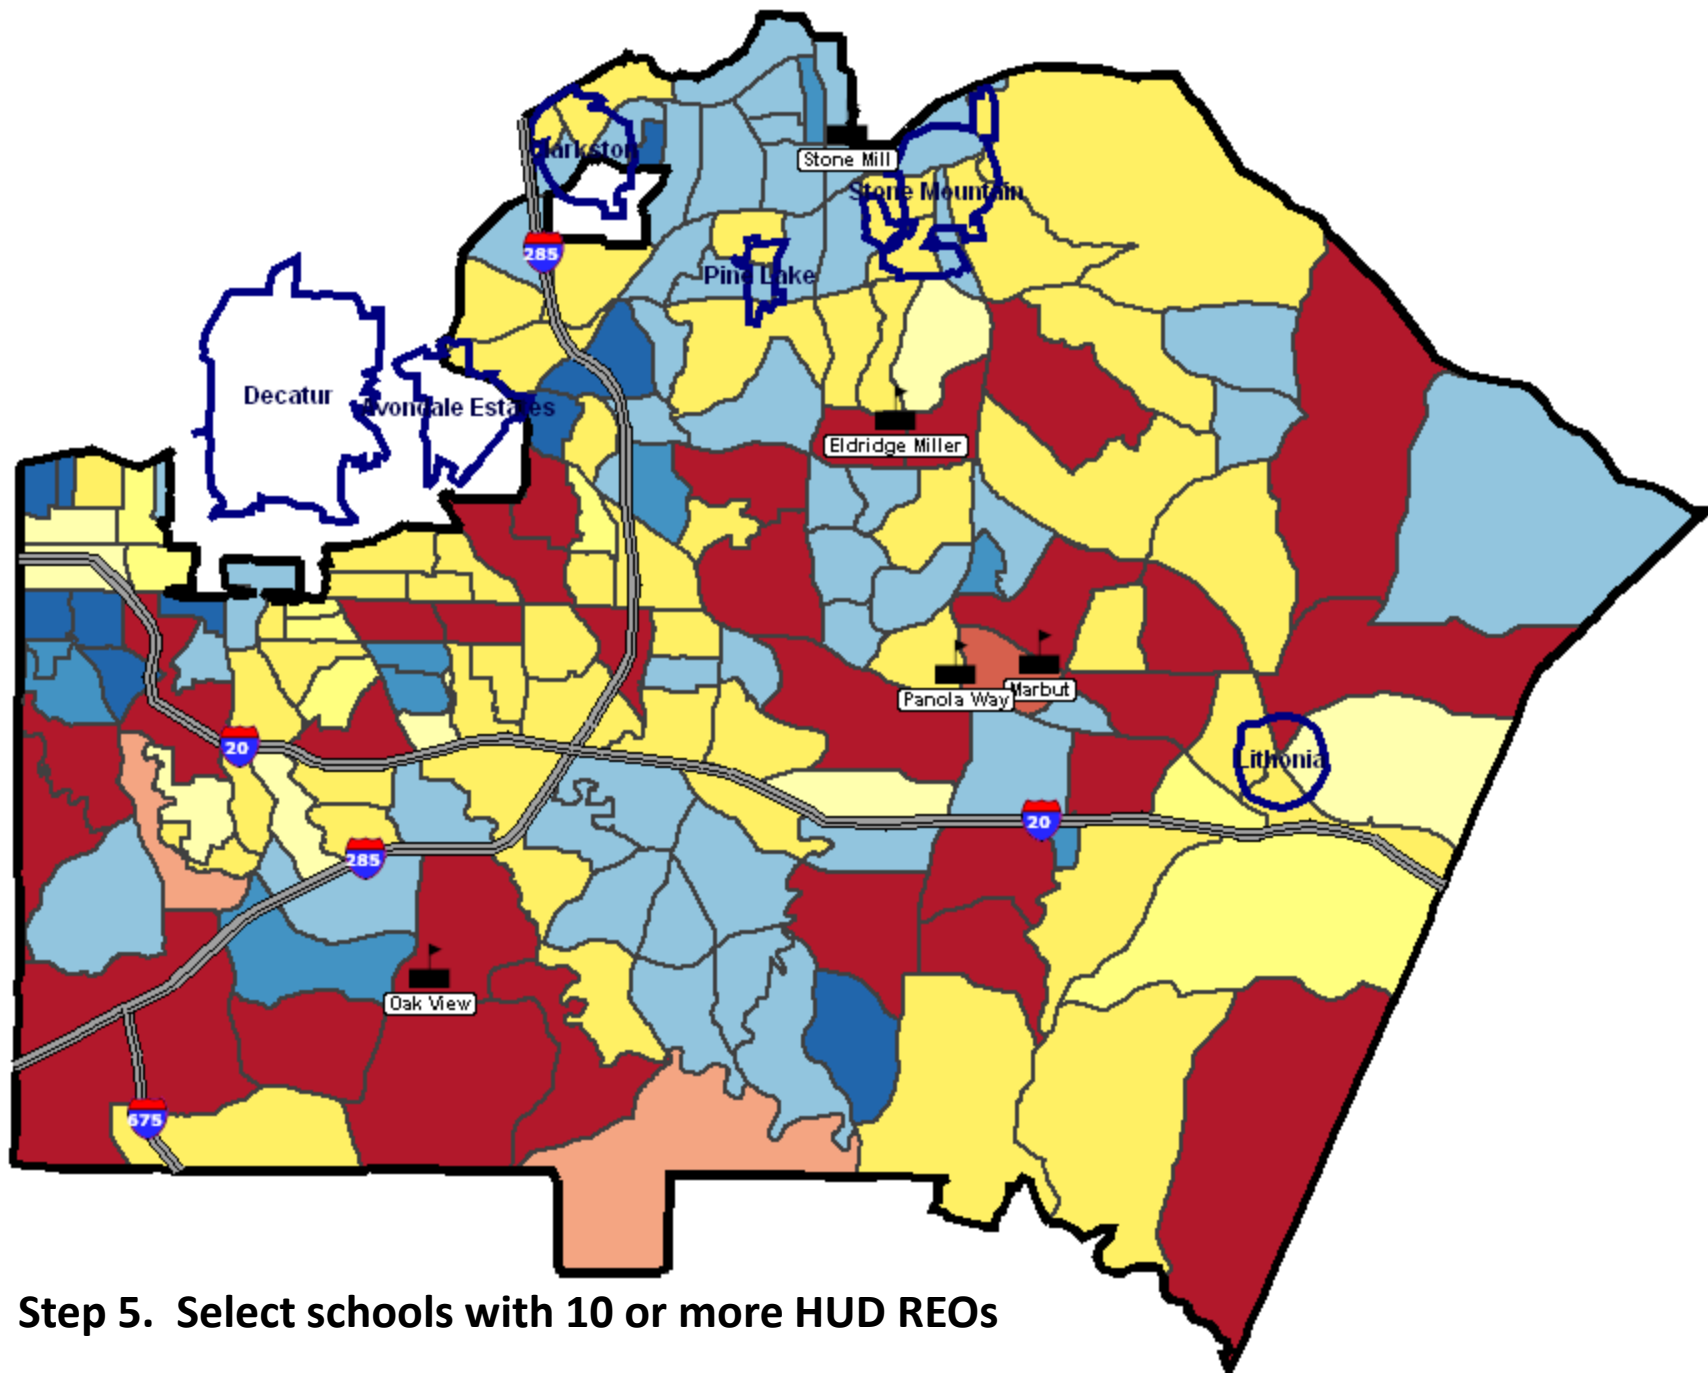 Clarkston
Stone Mill
Stone Mountain
285
Pine Lake
Decatur
Avondale Estates
Eldridge Miller
Panola Way
Marbut
20
Lithonia
20
285
Oak View
675
Step 5. Select schools with 10 or more HUD REOs